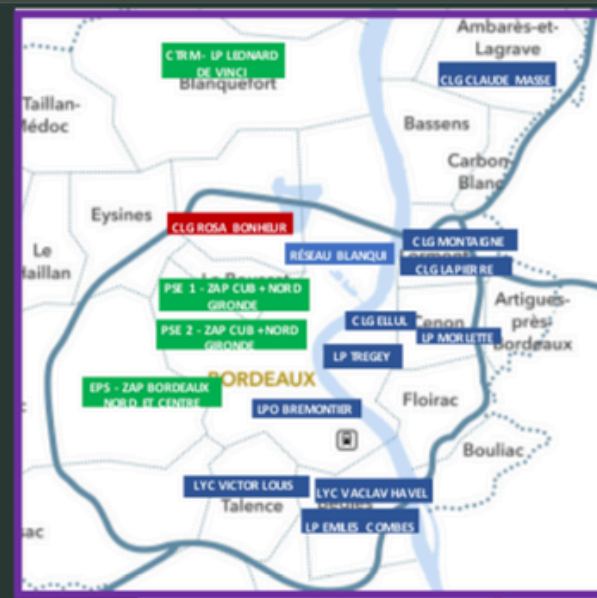 Ambarès-et-
Lagrave
CTRM- LP LEONARD
DE VINCI
Blanquefort
CLG CLAUDE MASSE
Taillan-
Médoc
Bassens
Carbon-
Blanc
Eysines
CLG ROSA BONHEUR
CLG MONTAIGNE
RÉSEAU BLANQUI
Le
Haillan
CLG LAPIERRE
PSE 1 - ZAP CUB + NORD
GIRONDE
Artigues-
près-
Bordeaux
CLG ELLUL
Cenon
PSE 2 - ZAP CUB +NORD
GIRONDE
LP MORLETTE
LP TREGEY
BORDEAUX
EPS - ZAP BORDEAUX
NORD ET CENTRE
Floirac
LPO BREMONTIER
Bouliac
LYC VICTOR LOUIS
LYC VACLAV HAVEL
Talence
LP EMILES COMBES